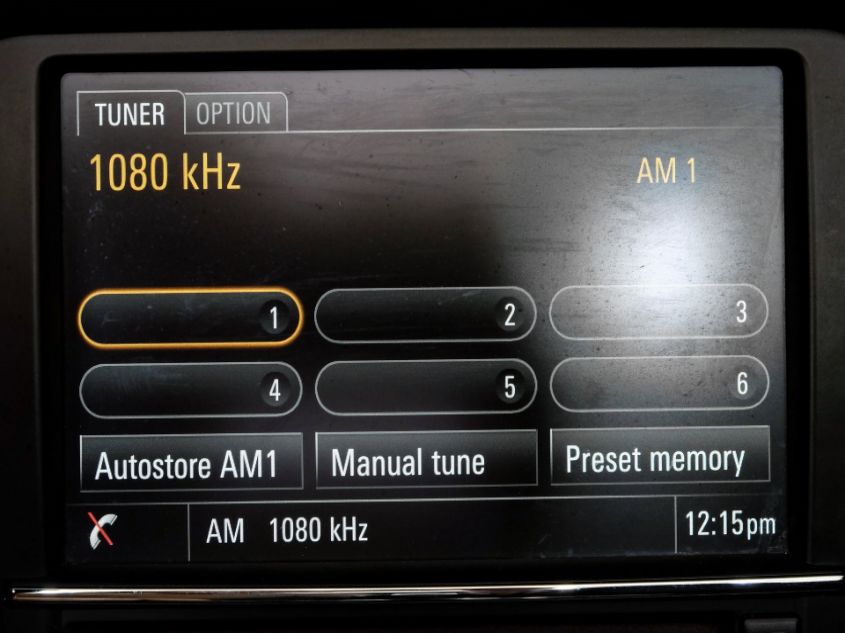 TUNER OPTION
1080 kHz AM 1
1 2 3
4 5 6
Autostore AM1 Manual tune Preset memory
AM 1080 kHz 12:15pm